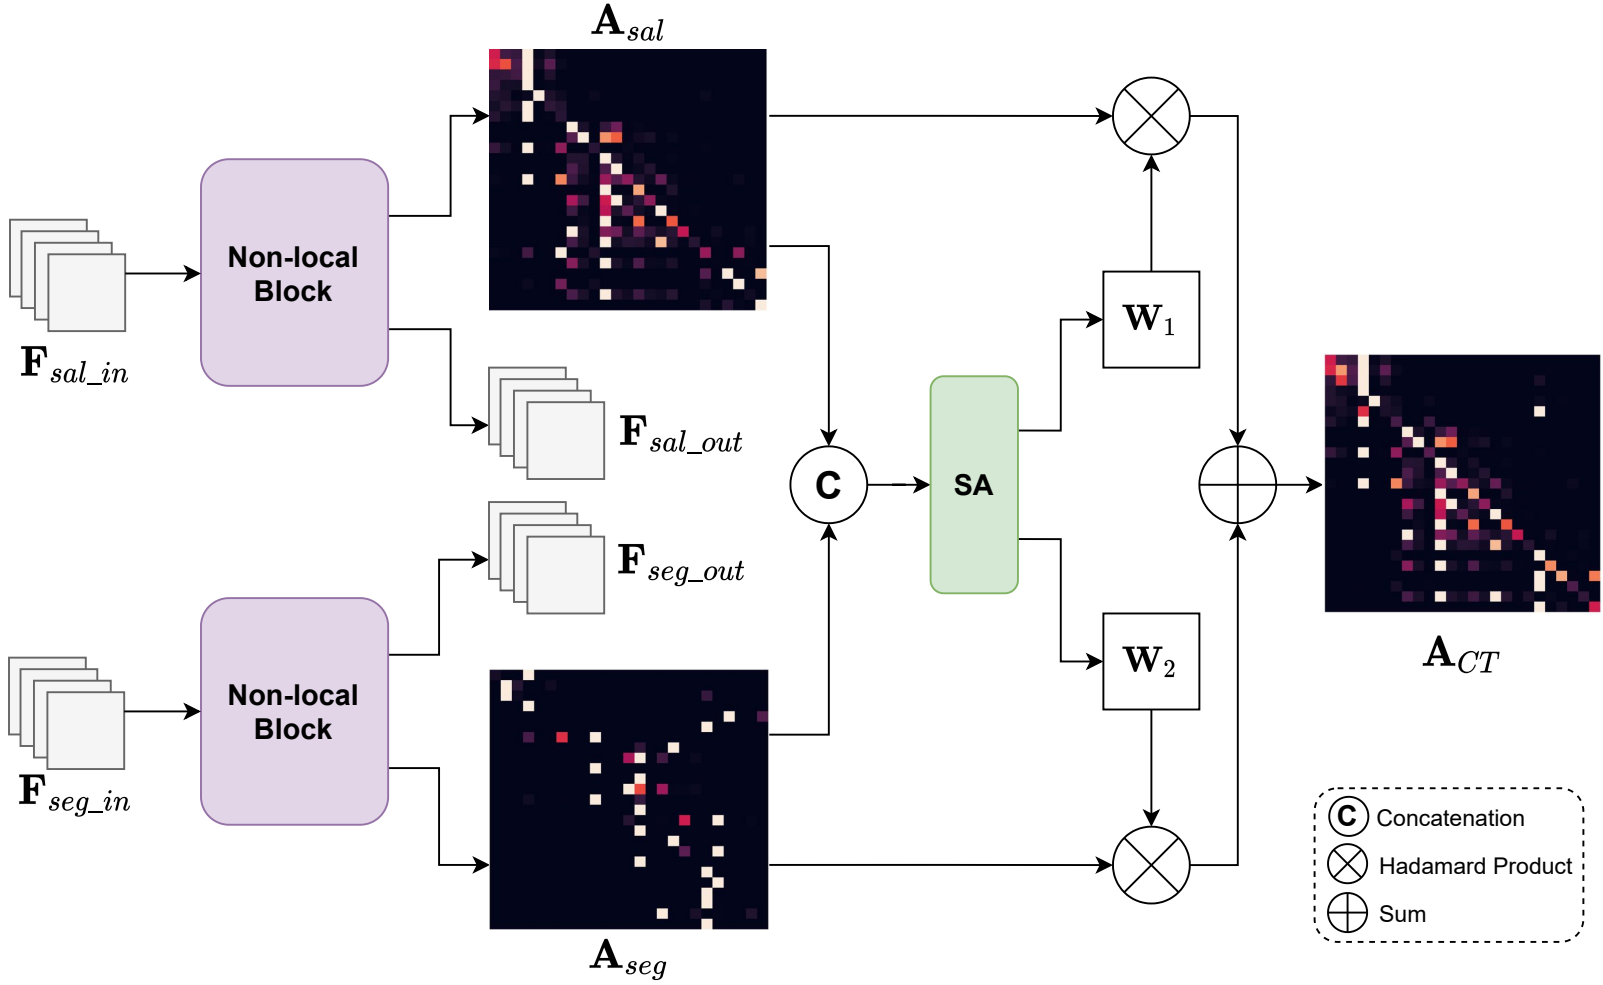 A_sal
Non-local
Block
F_sal_in
F_sal_out
W_1
C
SA
F_seg_out
W_2
A_CT
Non-local
Block
F_seg_in
A_seg
C Concatenation
Hadamard Product
Sum